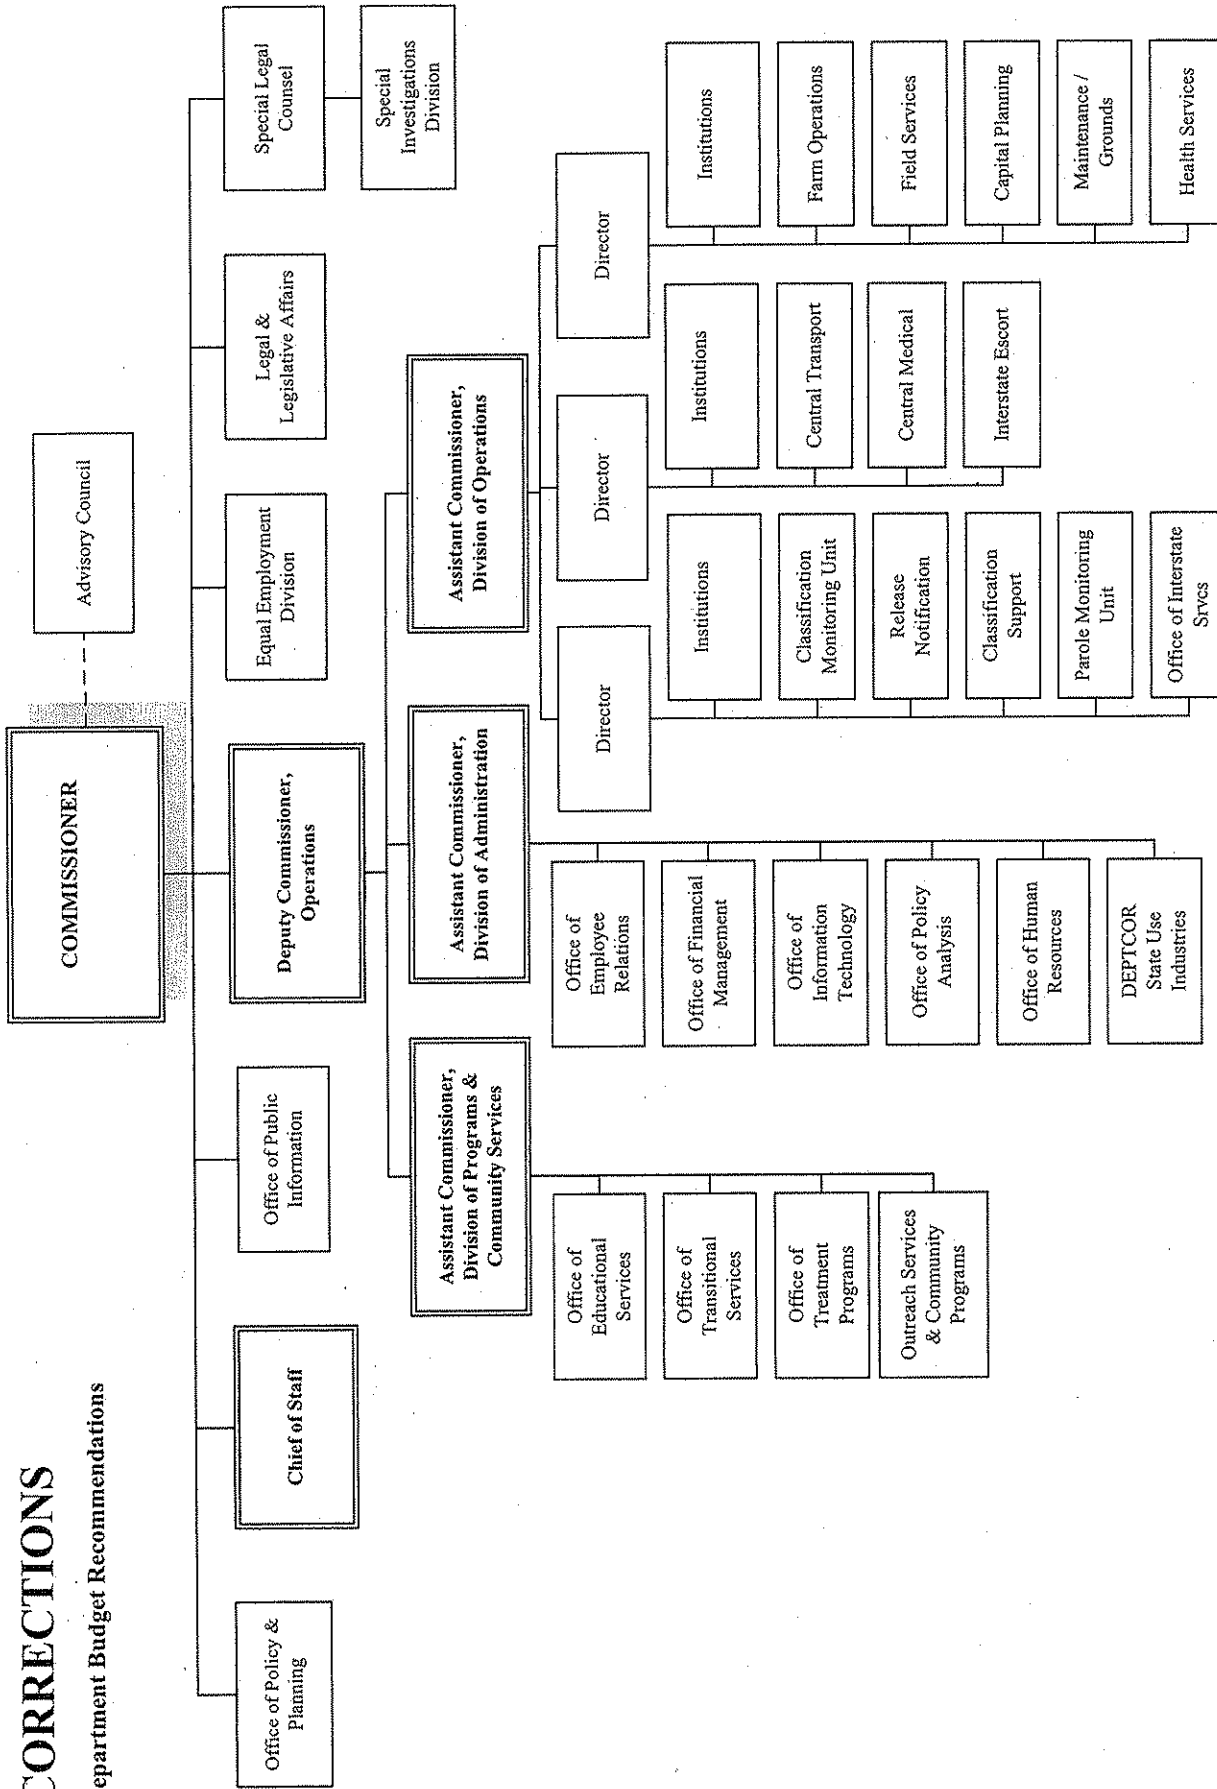 CORRECTIONS
epartment Budget Recommendations
COMMISSIONER
Advisory Council
Office of Policy &
Planning
Chief of Staff
Office of Public
Information
Deputy Commissioner,
Operations
Equal Employment
Division
Legal &
Legislative Affairs
Special Legal
Counsel
Special
Investigations
Division
Assistant Commissioner,
Division of Programs &
Community Services
Assistant Commissioner,
Division of Administration
Assistant Commissioner,
Division of Operations
Office of
Educational
Services
Office of
Transitional
Services
Office of
Treatment
Programs
Outreach Services
& Community
Programs
Office of
Employee
Relations
Office of Financial
Management
Office of
Information
Technology
Office of Policy
Analysis
Office of Human
Resources
DEPTCOR
State Use
Industries
Director
Institutions
Classification
Monitoring Unit
Release
Notification
Classification
Support
Parole Monitoring
Unit
Office of Interstate
Srvcs
Director
Institutions
Central Transport
Central Medical
Interstate Escort
Director
Institutions
Farm Operations
Field Services
Capital Planning
Maintenance /
Grounds
Health Services